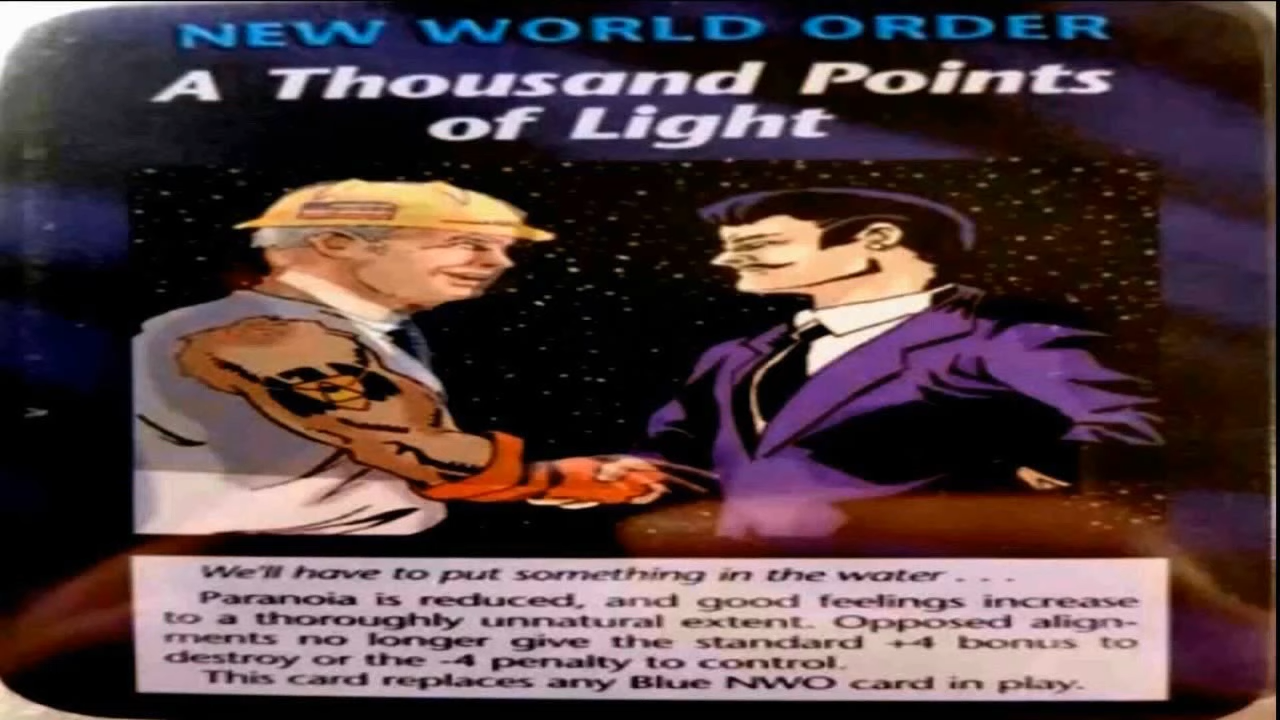 NEW WORLD ORDER
A Thousand Points
of Light
We'll have to put something in the water . . .
Paranoia is reduced, and good feelings increase
to a thoroughly unnatural extent. Opposed align-
ments no longer give the standard +4 bonus to
destroy or the -4 penalty to control.
This card replaces any Blue NWO card in play.